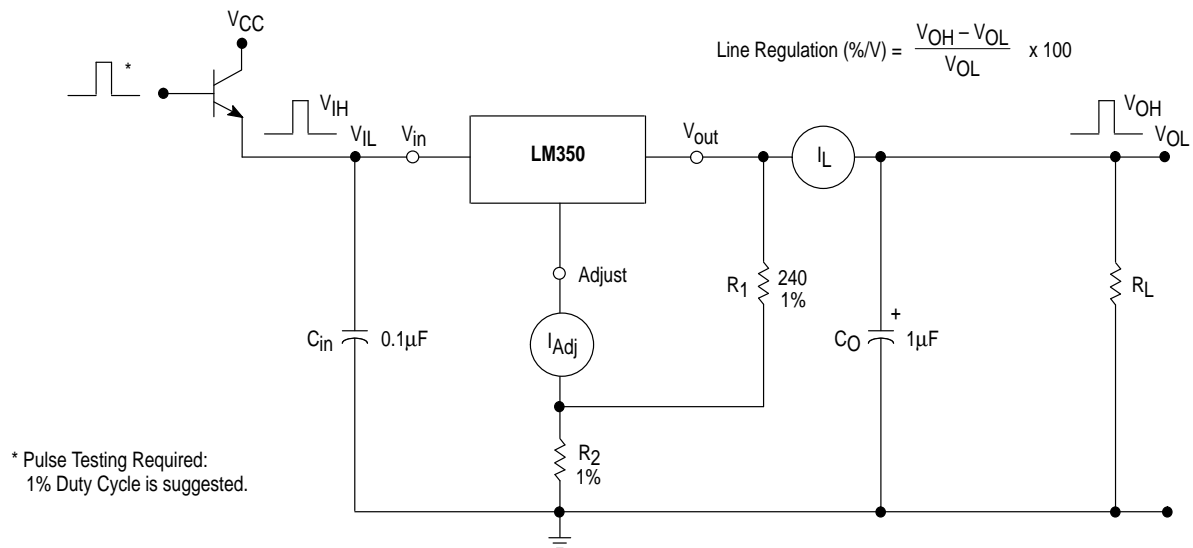 VCC
*
VIH
VIL
Vin
LM350
Vout
Line Regulation (%/V) = VOH – VOL
VOL
x 100
VOH
VOL
IL
Adjust
R1
240
1%
RL
Cin
0.1μF
IAdj
CO
+
1μF
R2
1%
* Pulse Testing Required:
1% Duty Cycle is suggested.